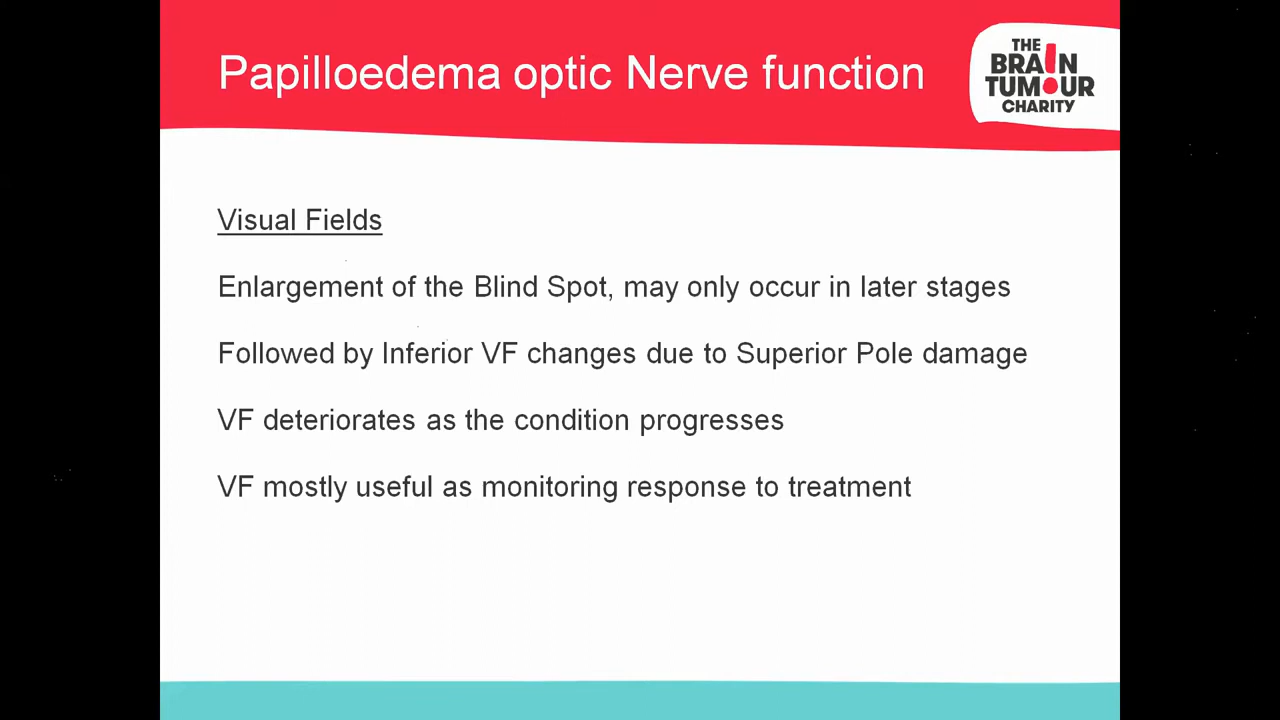 Papilloedema optic Nerve function
THE
BRAIN
TUMOUR
CHARITY
Visual Fields
Enlargement of the Blind Spot, may only occur in later stages
Followed by Inferior VF changes due to Superior Pole damage
VF deteriorates as the condition progresses
VF mostly useful as monitoring response to treatment